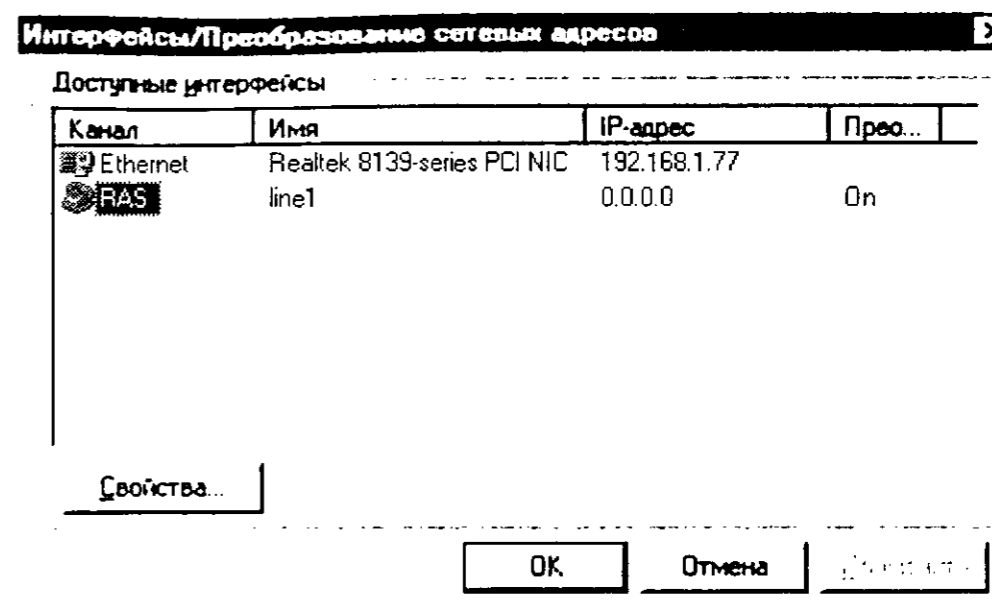 Интерфейсы/Преобразование сетевых адресов
Доступные интерфейсы
Канал Имя IP-адрес Прео...
Ethernet Realtek 8139-series PCI NIC 192.168.1.77
RAS line1 0.0.0.0 On
Свойства...
OK Отмена